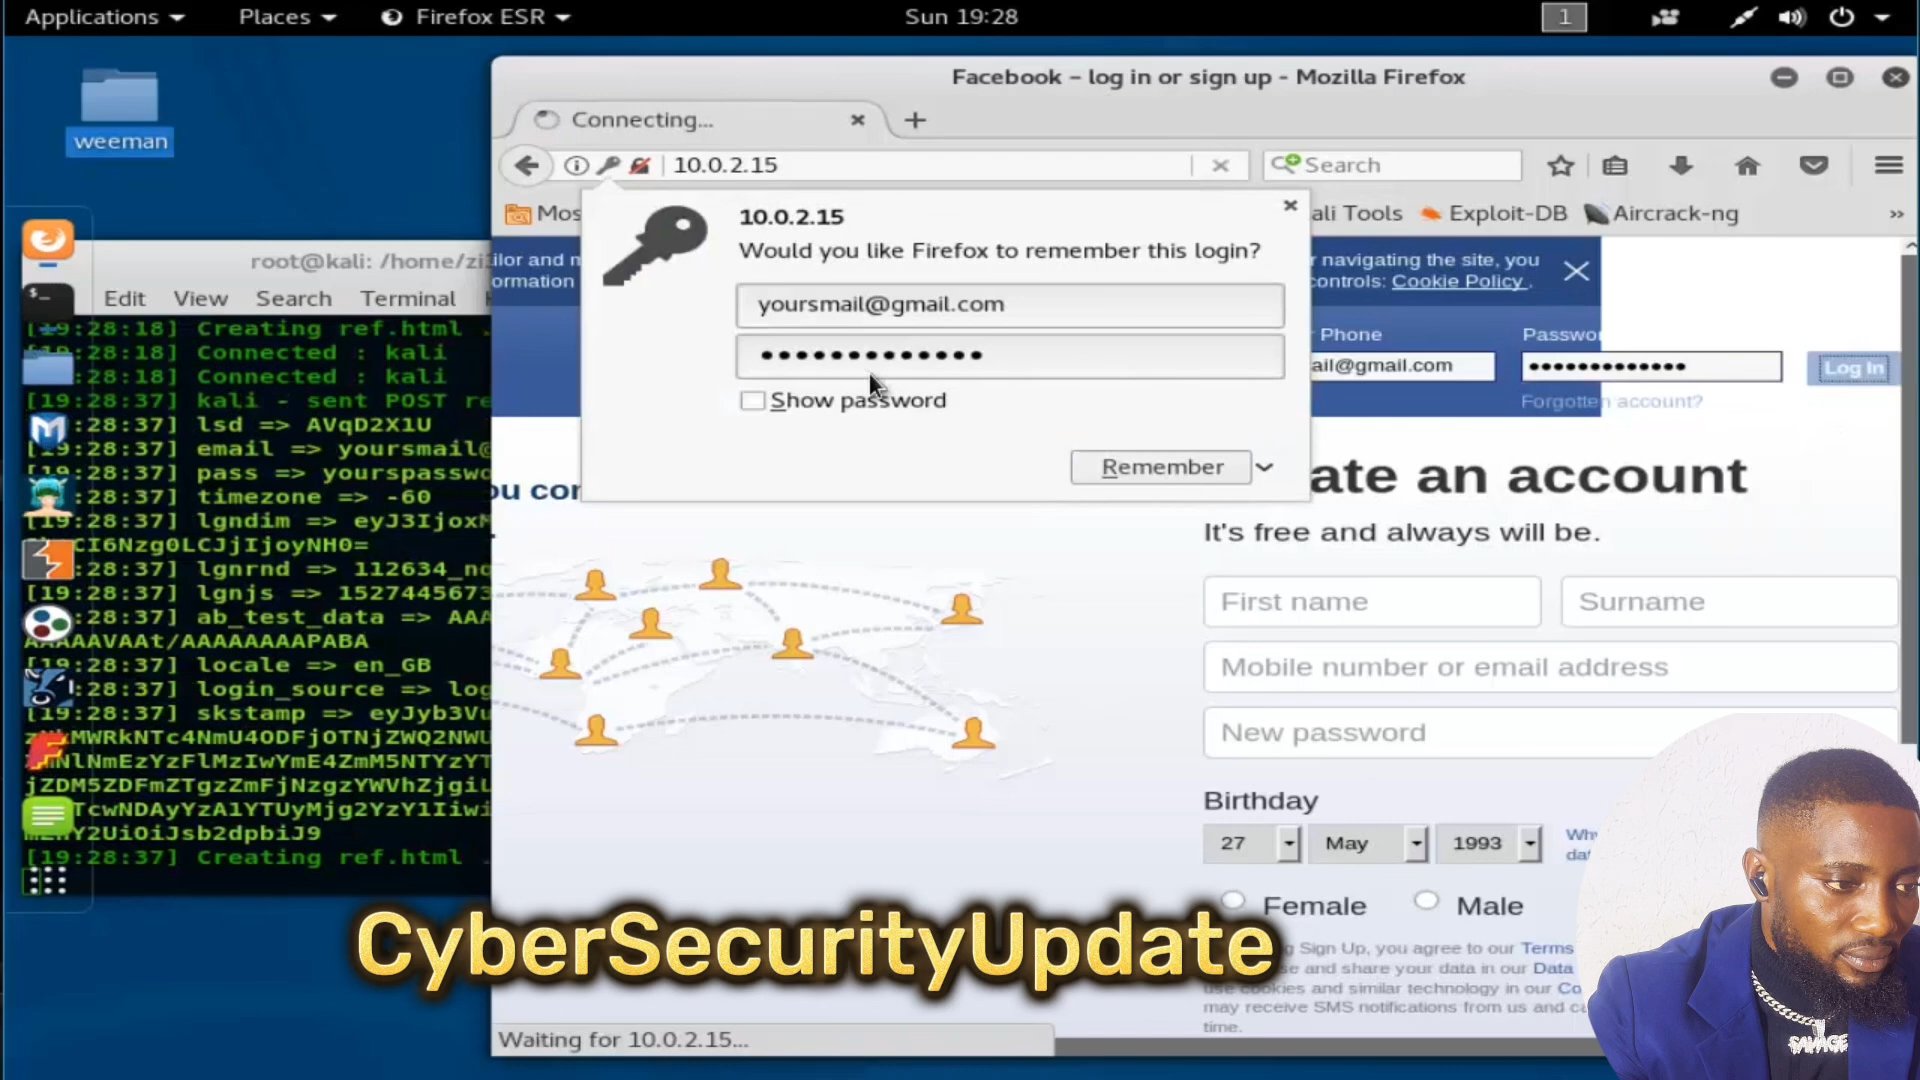 Applications
Places
Firefox ESR
Sun 19:28
1
weeman
Facebook – log in or sign up - Mozilla Firefox
Connecting...
10.0.2.15
Search
Mos
ali Tools
Exploit-DB
Aircrack-ng
»
10.0.2.15
Would you like Firefox to remember this login?
yoursmail@gmail.com
•••••••••••••
Show password
Remember
ilor and m
ormation
r navigating the site, you
ontrols: Cookie Policy .
Phone
Passwor
ail@gmail.com
•••••••••••••
Log In
Forgotten account?
root@kali: /home/zi
Edit
View
Search
Terminal
[19:28:18] Creating ref.html .
:28:18] Connected : kali
:28:18] Connected : kali
[19:28:37] kali - sent POST re
:28:37] lsd => AVqD2X1U
:28:37] email => yoursmail@
[19:28:37] pass => yourspasswo
:28:37] timezone => -60
[19:28:37] lgndim => eyJ3IjoxM
CI6Nzg0LCJjIjoyNH0=
:28:37] lgnrnd => 112634_no
[19:28:37] lgnjs => 1527445673
:28:37] ab_test_data => AAA
AAAAVAAt/AAAAAAAAPABA
:28:37] locale => en_GB
:28:37] login_source => log
[19:28:37] skstamp => eyJyb3Vu
MWRkNTc4NmU4ODFjOTNjZWQ2NWU
NlNmEzYzFlMzIwYmE4ZmM5NTYzYT
jZDM5ZDFmZTgzZmFjNzgzYWVhZjgiL
TcwNDAyYzA1YTUyMjg2YzY1Iiwi
Y2UiOiJsb2dpbiJ9
[19:28:37] Creating ref.html .
ou con
ate an account
It's free and always will be.
First name
Surname
Mobile number or email address
New password
Birthday
27
May
1993
Why
dat
Female
Male
g Sign Up, you agree to our Terms
se and share your data in our Data
use cookies and similar technology in our Co
may receive SMS notifications from us and ca
time.
CyberSecurityUpdate
Waiting for 10.0.2.15...
SAVAGE